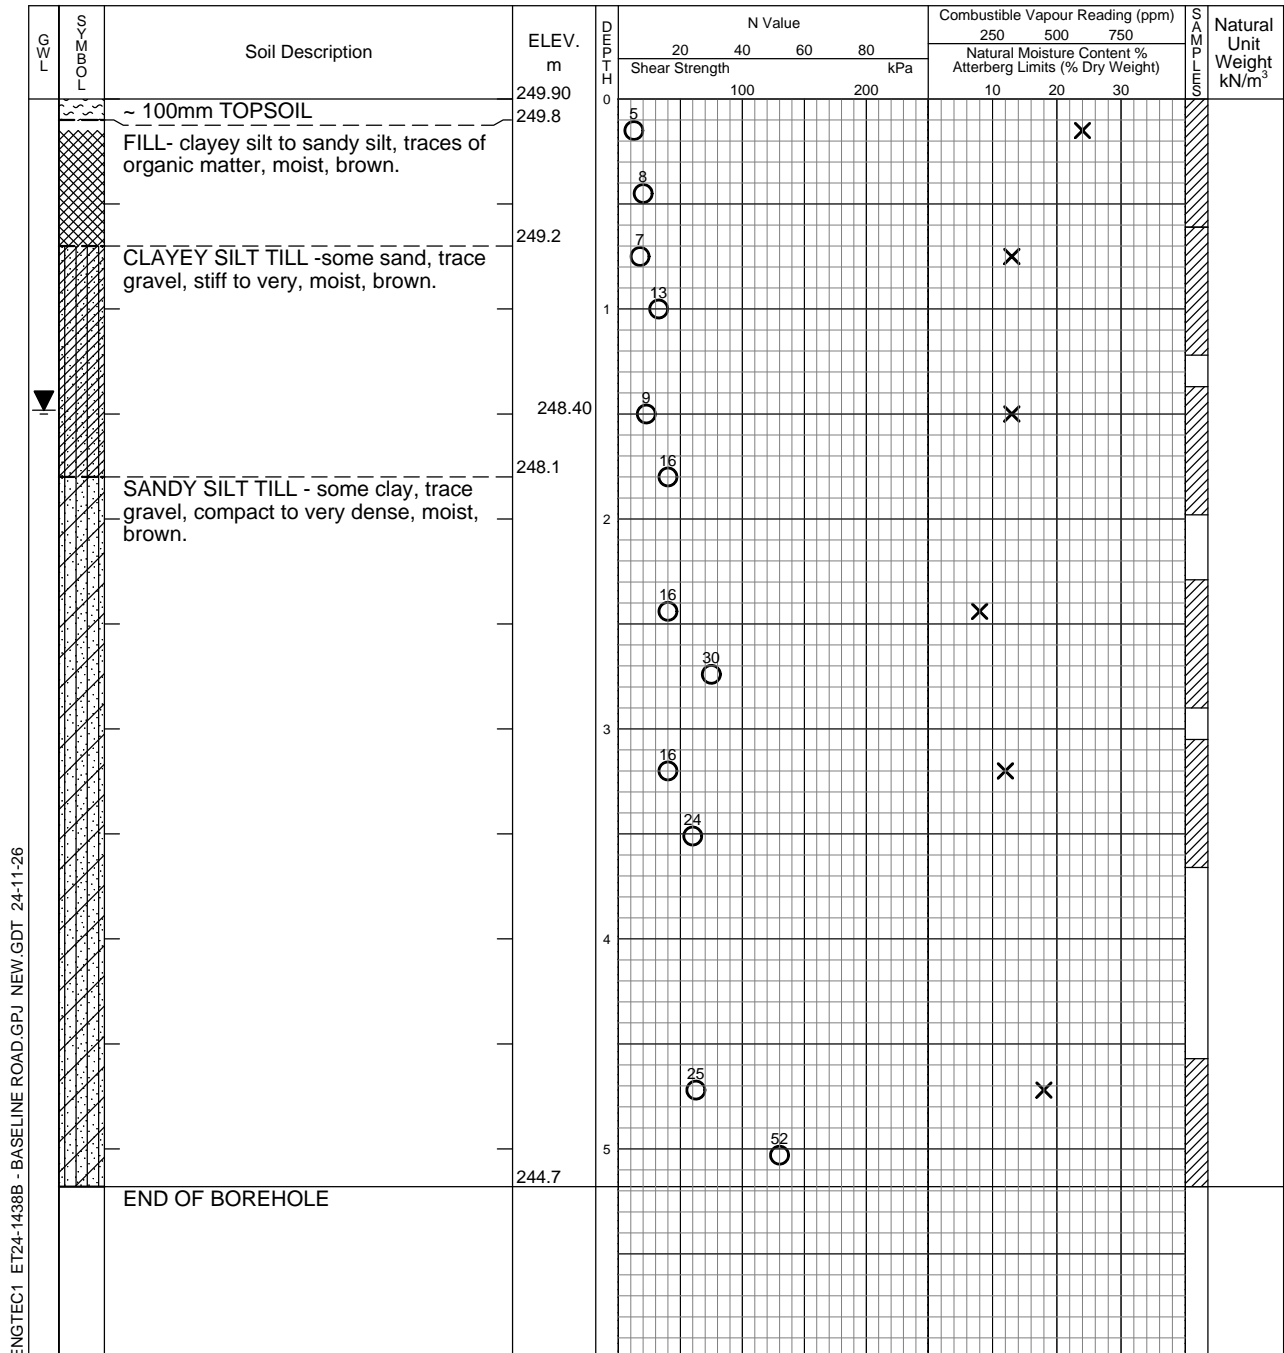 GWL
SYMBOL
Soil Description
ELEV.
m
DEPTH
N Value
20 40 60 80
Shear Strength kPa
100 200
Combustible Vapour Reading (ppm)
250 500 750
Natural Moisture Content %
Atterberg Limits (% Dry Weight)
10 20 30
SAMPLES
Natural
Unit
Weight
kN/m³
249.90
0
~ 100mm TOPSOIL
249.8
5
FILL- clayey silt to sandy silt, traces of
organic matter, moist, brown.
8
249.2
7
CLAYEY SILT TILL -some sand, trace
gravel, stiff to very, moist, brown.
13
1
248.40
9
248.1
16
SANDY SILT TILL - some clay, trace
gravel, compact to very dense, moist,
brown.
2
16
30
3
16
24
4
25
52
5
244.7
END OF BOREHOLE
ENGTEC1 ET24-1438B - BASELINE ROAD.GPJ NEW.GDT 24-11-26